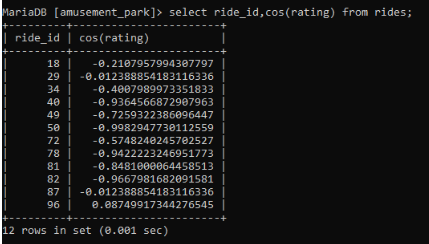 MariaDB [amusement_park]> select ride_id,cos(rating) from rides;
+---------+-----------------------+
| ride_id | cos(rating)           |
+---------+-----------------------+
|      18 |   -0.2107957994307797 |
|      29 | -0.012388854183116336 |
|      34 |   -0.4007989973351833 |
|      40 |   -0.9364566872907963 |
|      49 |   -0.7259322386096447 |
|      50 |   -0.9982947730112559 |
|      72 |   -0.5748240245702527 |
|      78 |   -0.9422223246951773 |
|      81 |   -0.8481000064458513 |
|      82 |   -0.9667981682091581 |
|      87 | -0.012388854183116336 |
|      96 |   0.08749917344276545 |
+---------+-----------------------+
12 rows in set (0.001 sec)